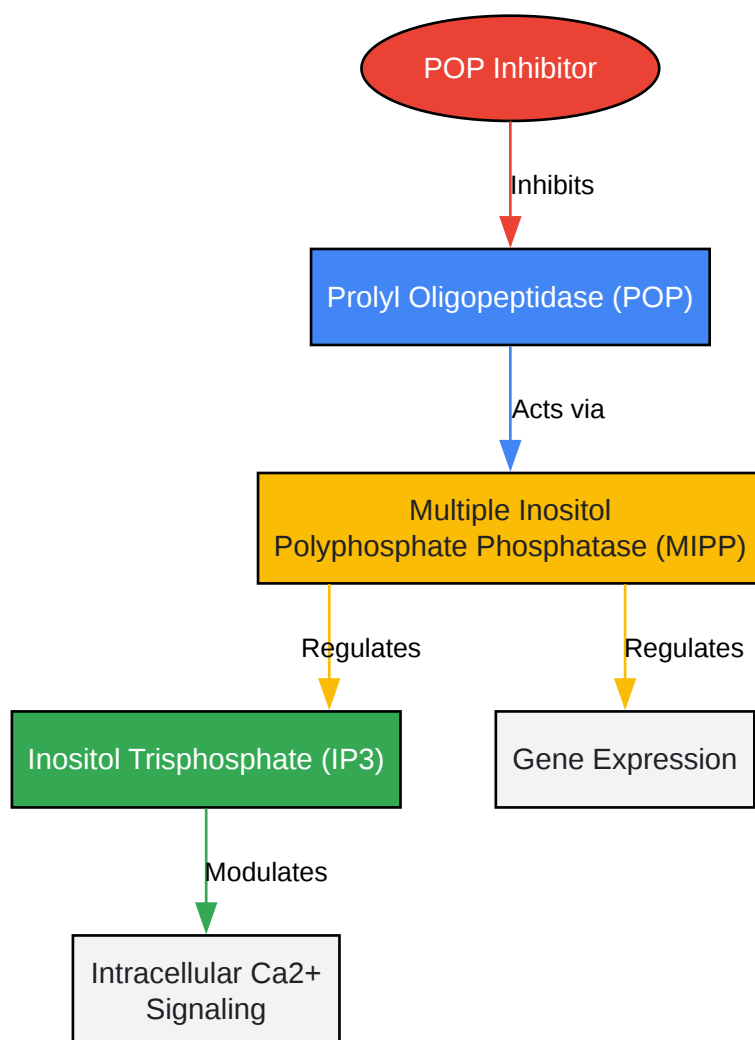 POP Inhibitor
Inhibits
Prolyl Oligopeptidase (POP)
Acts via
Multiple Inositol
Polyphosphate Phosphatase (MIPP)
Regulates
Regulates
Inositol Trisphosphate (IP3)
Gene Expression
Modulates
Intracellular Ca2+
Signaling